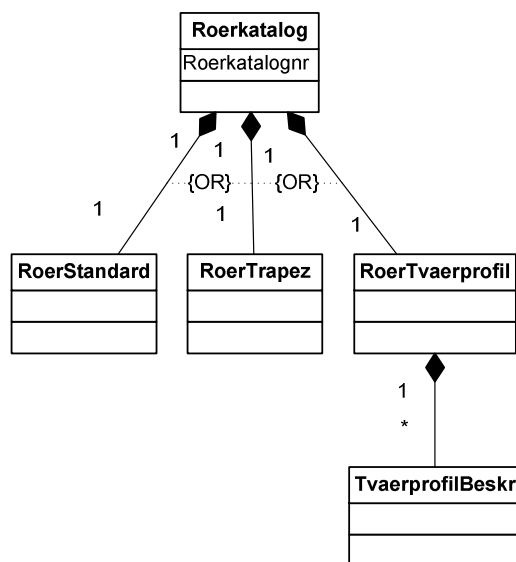 Roerkatalog
Roerkatalognr
1
1
1
{OR}
{OR}
1
1
1
RoerStandard
RoerTrapez
RoerTvaerprofil
1
*
TvaerprofilBeskr